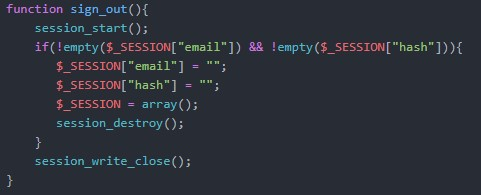 function sign_out(){
session_start();
if(!empty($_SESSION["email"]) && !empty($_SESSION["hash"])){
$_SESSION["email"] = "";
$_SESSION["hash"] = "";
$_SESSION = array();
session_destroy();
}
session_write_close();
}